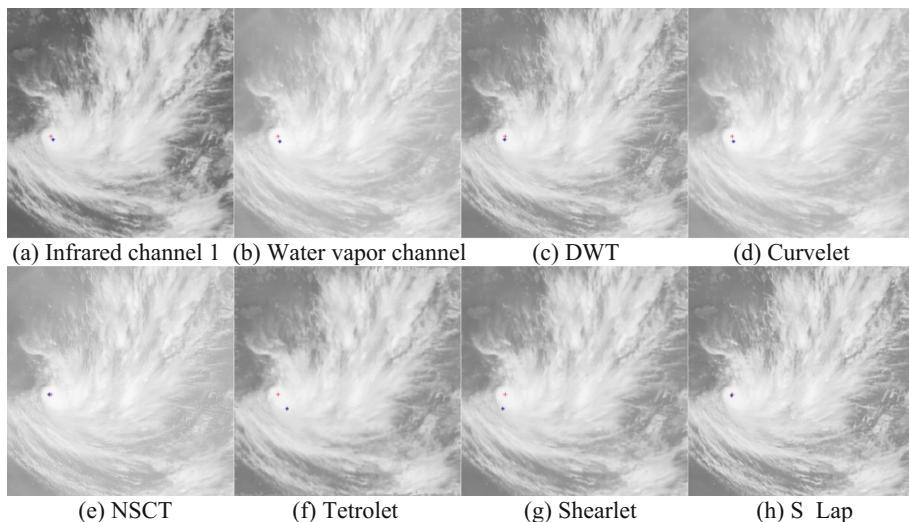 (a) Infrared channel 1 (b) Water vapor channel (c) DWT (d) Curvelet
(e) NSCT (f) Tetrolet (g) Shearlet (h) S Lap